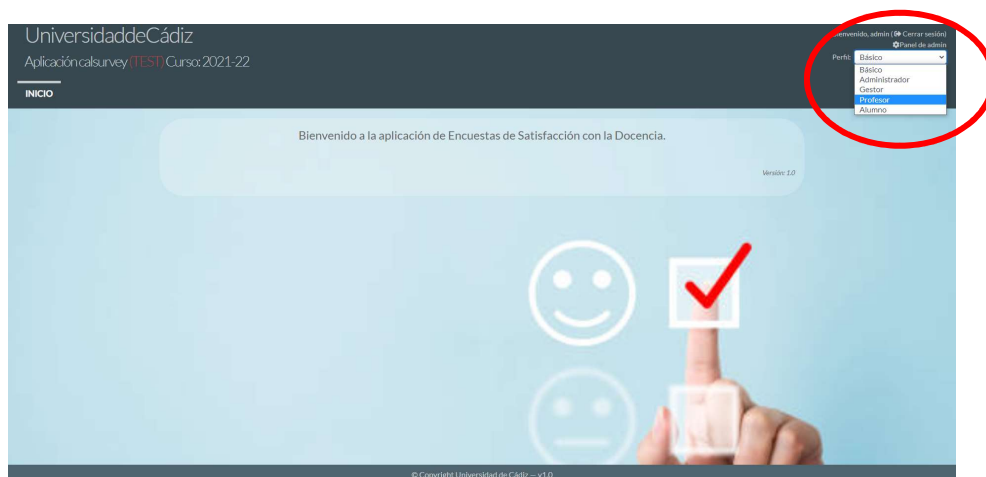 UniversidaddeCádiz
Aplicación calsurvey (TEST) Curso: 2021-22
INICIO
Bienvenido, admin ( Cerrar sesión)
Panel de admin
Perfil: Básico
Básico
Administrador
Gestor
Profesor
Alumno
Bienvenido a la aplicación de Encuestas de Satisfacción con la Docencia.
Versión: 1.0
© Copyright Universidad de Cádiz — v1.0